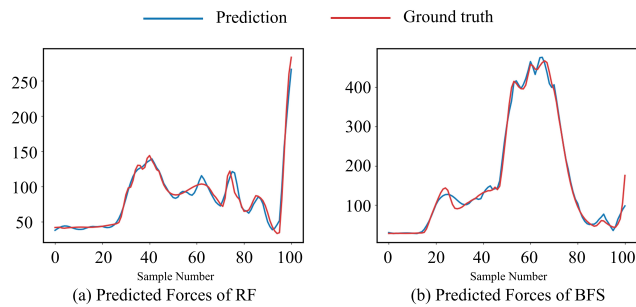 Prediction Ground truth
250
200
150
100
50
0 20 40 60 80 100
Sample Number
(a) Predicted Forces of RF
400
300
200
100
0 20 40 60 80 100
Sample Number
(b) Predicted Forces of BFS